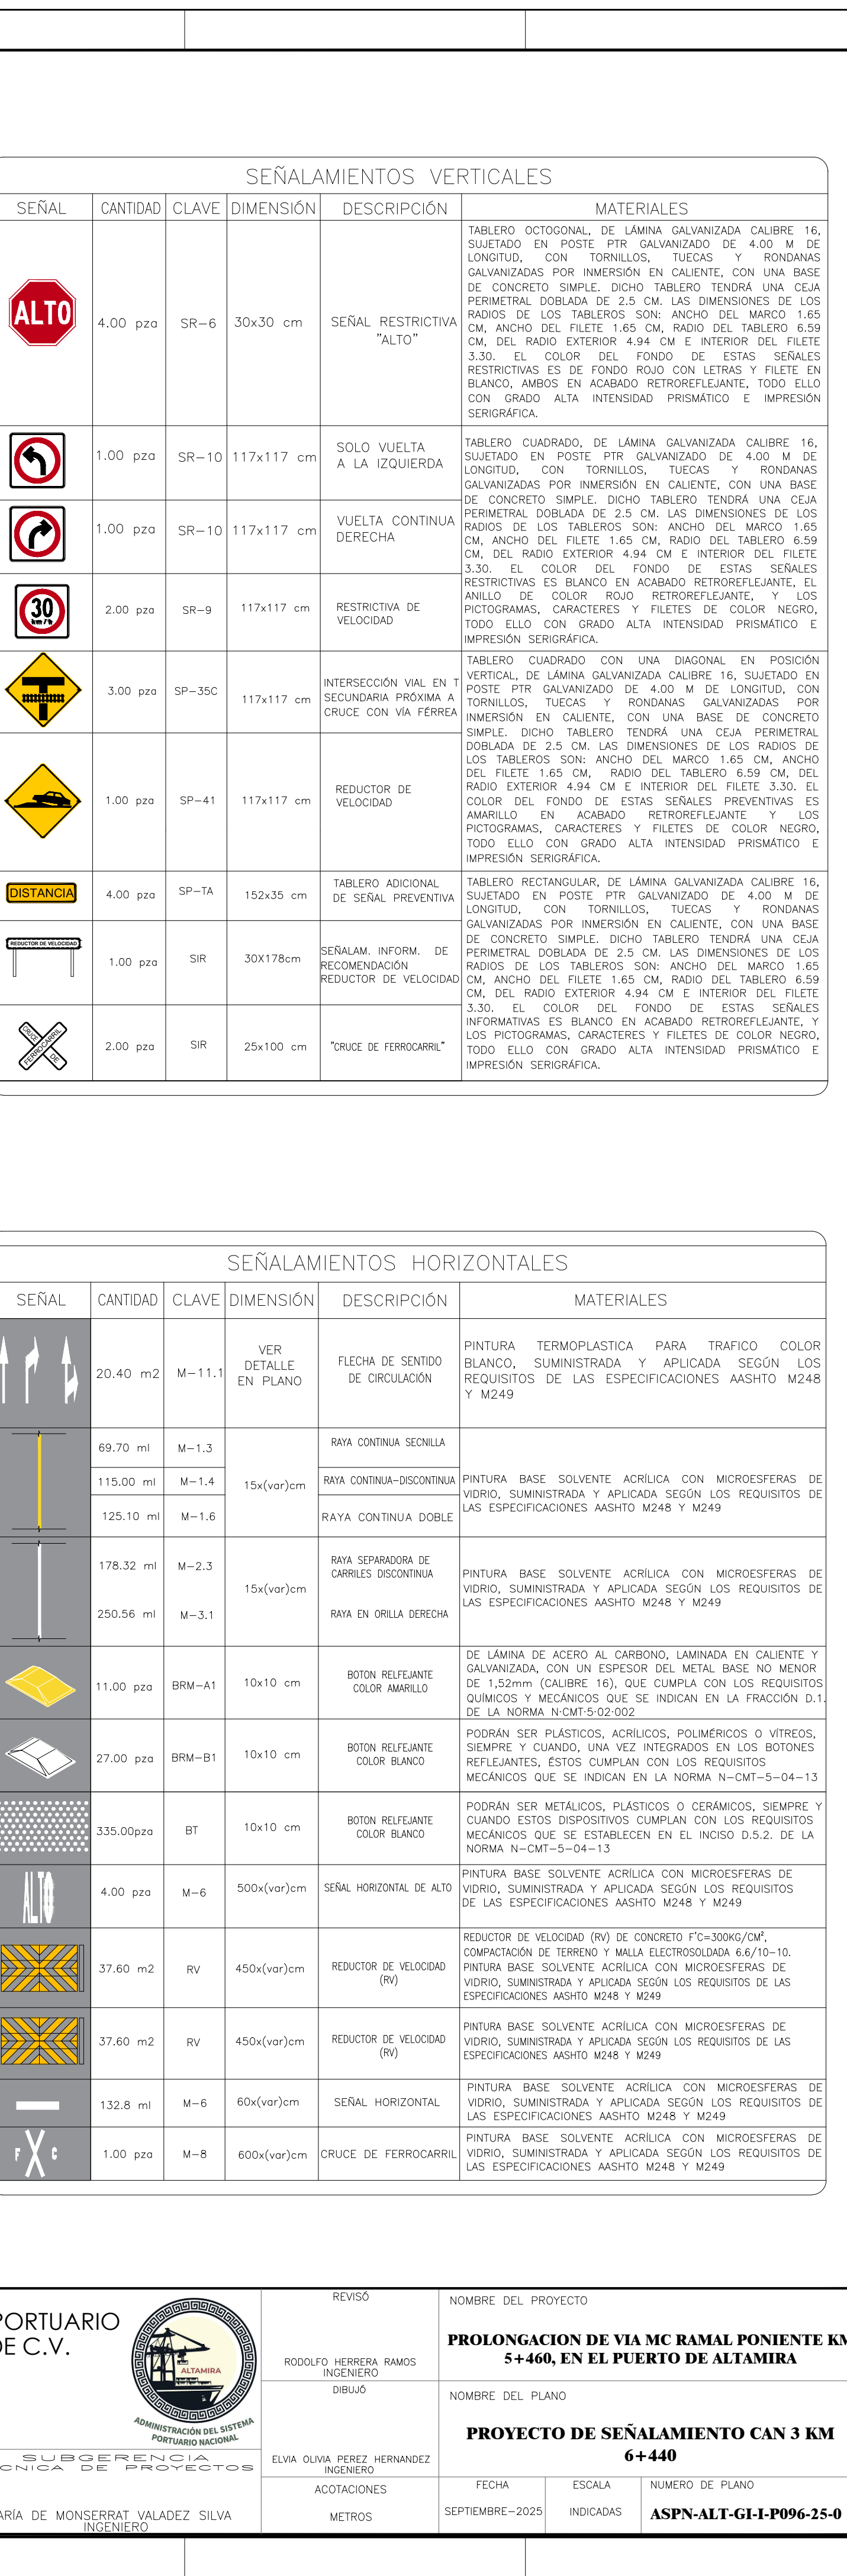 SEÑALAMIENTOS VERTICALES
SEÑAL CANTIDAD CLAVE DIMENSIÓN DESCRIPCIÓN MATERIALES
ALTO
4.00 pza SR-6 30x30 cm
SEÑAL RESTRICTIVA
"ALTO"
TABLERO OCTOGONAL, DE LÁMINA GALVANIZADA CALIBRE 16,
SUJETADO EN POSTE PTR GALVANIZADO DE 4.00 M DE
LONGITUD, CON TORNILLOS, TUECAS Y RONDANAS
GALVANIZADAS POR INMERSIÓN EN CALIENTE, CON UNA BASE
DE CONCRETO SIMPLE. DICHO TABLERO TENDRÁ UNA CEJA
PERIMETRAL DOBLADA DE 2.5 CM. LAS DIMENSIONES DE LOS
RADIOS DE LOS TABLEROS SON: ANCHO DEL MARCO 1.65
CM, ANCHO DEL FILETE 1.65 CM, RADIO DEL TABLERO 6.59
CM, DEL RADIO EXTERIOR 4.94 CM E INTERIOR DEL FILETE
3.30. EL COLOR DEL FONDO DE ESTAS SEÑALES
RESTRICTIVAS ES DE FONDO ROJO CON LETRAS Y FILETE EN
BLANCO, AMBOS EN ACABADO RETROREFLEJANTE, TODO ELLO
CON GRADO ALTA INTENSIDAD PRISMÁTICO E IMPRESIÓN
SERIGRÁFICA.
1.00 pza SR-10 117x117 cm
SOLO VUELTA
A LA IZQUIERDA
1.00 pza SR-10 117x117 cm
VUELTA CONTINUA
DERECHA
30
km/h
2.00 pza SR-9 117x117 cm
RESTRICTIVA DE
VELOCIDAD
TABLERO CUADRADO, DE LÁMINA GALVANIZADA CALIBRE 16,
SUJETADO EN POSTE PTR GALVANIZADO DE 4.00 M DE
LONGITUD, CON TORNILLOS, TUECAS Y RONDANAS
GALVANIZADAS POR INMERSIÓN EN CALIENTE, CON UNA BASE
DE CONCRETO SIMPLE. DICHO TABLERO TENDRÁ UNA CEJA
PERIMETRAL DOBLADA DE 2.5 CM. LAS DIMENSIONES DE LOS
RADIOS DE LOS TABLEROS SON: ANCHO DEL MARCO 1.65
CM, ANCHO DEL FILETE 1.65 CM, RADIO DEL TABLERO 6.59
CM, DEL RADIO EXTERIOR 4.94 CM E INTERIOR DEL FILETE
3.30. EL COLOR DEL FONDO DE ESTAS SEÑALES
RESTRICTIVAS ES BLANCO EN ACABADO RETROREFLEJANTE, EL
ANILLO DE COLOR ROJO RETROREFLEJANTE, Y LOS
PICTOGRAMAS, CARACTERES Y FILETES DE COLOR NEGRO,
TODO ELLO CON GRADO ALTA INTENSIDAD PRISMÁTICO E
IMPRESIÓN SERIGRÁFICA.
3.00 pza SP-35C 117x117 cm
INTERSECCIÓN VIAL EN T
SECUNDARIA PRÓXIMA A
CRUCE CON VÍA FÉRREA
1.00 pza SP-41 117x117 cm
REDUCTOR DE
VELOCIDAD
TABLERO CUADRADO CON UNA DIAGONAL EN POSICIÓN
VERTICAL, DE LÁMINA GALVANIZADA CALIBRE 16, SUJETADO EN
POSTE PTR GALVANIZADO DE 4.00 M DE LONGITUD, CON
TORNILLOS, TUECAS Y RONDANAS GALVANIZADAS POR
INMERSIÓN EN CALIENTE, CON UNA BASE DE CONCRETO
SIMPLE. DICHO TABLERO TENDRÁ UNA CEJA PERIMETRAL
DOBLADA DE 2.5 CM. LAS DIMENSIONES DE LOS RADIOS DE
LOS TABLEROS SON: ANCHO DEL MARCO 1.65 CM, ANCHO
DEL FILETE 1.65 CM, RADIO DEL TABLERO 6.59 CM, DEL
RADIO EXTERIOR 4.94 CM E INTERIOR DEL FILETE 3.30. EL
COLOR DEL FONDO DE ESTAS SEÑALES PREVENTIVAS ES
AMARILLO EN ACABADO RETROREFLEJANTE Y LOS
PICTOGRAMAS, CARACTERES Y FILETES DE COLOR NEGRO,
TODO ELLO CON GRADO ALTA INTENSIDAD PRISMÁTICO E
IMPRESIÓN SERIGRÁFICA.
DISTANCIA
4.00 pza SP-TA 152x35 cm
TABLERO ADICIONAL
DE SEÑAL PREVENTIVA
REDUCTOR DE VELOCIDAD
1.00 pza SIR 30X178cm
SEÑALAM. INFORM. DE
RECOMENDACIÓN
REDUCTOR DE VELOCIDAD
CRUCE DE FERROCARRIL
2.00 pza SIR 25x100 cm "CRUCE DE FERROCARRIL"
TABLERO RECTANGULAR, DE LÁMINA GALVANIZADA CALIBRE 16,
SUJETADO EN POSTE PTR GALVANIZADO DE 4.00 M DE
LONGITUD, CON TORNILLOS, TUECAS Y RONDANAS
GALVANIZADAS POR INMERSIÓN EN CALIENTE, CON UNA BASE
DE CONCRETO SIMPLE. DICHO TABLERO TENDRÁ UNA CEJA
PERIMETRAL DOBLADA DE 2.5 CM. LAS DIMENSIONES DE LOS
RADIOS DE LOS TABLEROS SON: ANCHO DEL MARCO 1.65
CM, ANCHO DEL FILETE 1.65 CM, RADIO DEL TABLERO 6.59
CM, DEL RADIO EXTERIOR 4.94 CM E INTERIOR DEL FILETE
3.30. EL COLOR DEL FONDO DE ESTAS SEÑALES
INFORMATIVAS ES BLANCO EN ACABADO RETROREFLEJANTE, Y
LOS PICTOGRAMAS, CARACTERES Y FILETES DE COLOR NEGRO,
TODO ELLO CON GRADO ALTA INTENSIDAD PRISMÁTICO E
IMPRESIÓN SERIGRÁFICA.
SEÑALAMIENTOS HORIZONTALES
SEÑAL CANTIDAD CLAVE DIMENSIÓN DESCRIPCIÓN MATERIALES
20.40 m2 M-11.1
VER
DETALLE
EN PLANO
FLECHA DE SENTIDO
DE CIRCULACIÓN
PINTURA TERMOPLASTICA PARA TRAFICO COLOR
BLANCO, SUMINISTRADA Y APLICADA SEGÚN LOS
REQUISITOS DE LAS ESPECIFICACIONES AASHTO M248
Y M249
69.70 ml M-1.3 RAYA CONTINUA SECNILLA
115.00 ml M-1.4 15x(var)cm RAYA CONTINUA-DISCONTINUA
125.10 ml M-1.6 RAYA CONTINUA DOBLE
PINTURA BASE SOLVENTE ACRÍLICA CON MICROESFERAS DE
VIDRIO, SUMINISTRADA Y APLICADA SEGÚN LOS REQUISITOS DE
LAS ESPECIFICACIONES AASHTO M248 Y M249
178.32 ml M-2.3
RAYA SEPARADORA DE
CARRILES DISCONTINUA
15x(var)cm
250.56 ml M-3.1 RAYA EN ORILLA DERECHA
PINTURA BASE SOLVENTE ACRÍLICA CON MICROESFERAS DE
VIDRIO, SUMINISTRADA Y APLICADA SEGÚN LOS REQUISITOS DE
LAS ESPECIFICACIONES AASHTO M248 Y M249
11.00 pza BRM-A1 10x10 cm
BOTON RELFEJANTE
COLOR AMARILLO
DE LÁMINA DE ACERO AL CARBONO, LAMINADA EN CALIENTE Y
GALVANIZADA, CON UN ESPESOR DEL METAL BASE NO MENOR
DE 1,52mm (CALIBRE 16), QUE CUMPLA CON LOS REQUISITOS
QUÍMICOS Y MECÁNICOS QUE SE INDICAN EN LA FRACCIÓN D.1.
DE LA NORMA N·CMT·5·02·002
27.00 pza BRM-B1 10x10 cm
BOTON RELFEJANTE
COLOR BLANCO
PODRÁN SER PLÁSTICOS, ACRÍLICOS, POLIMÉRICOS O VÍTREOS,
SIEMPRE Y CUANDO, UNA VEZ INTEGRADOS EN LOS BOTONES
REFLEJANTES, ÉSTOS CUMPLAN CON LOS REQUISITOS
MECÁNICOS QUE SE INDICAN EN LA NORMA N-CMT-5-04-13
335.00pza BT 10x10 cm
BOTON RELFEJANTE
COLOR BLANCO
PODRÁN SER METÁLICOS, PLÁSTICOS O CERÁMICOS, SIEMPRE Y
CUANDO ESTOS DISPOSITIVOS CUMPLAN CON LOS REQUISITOS
MECÁNICOS QUE SE ESTABLECEN EN EL INCISO D.5.2. DE LA
NORMA N-CMT-5-04-13
ALTO
4.00 pza M-6 500x(var)cm SEÑAL HORIZONTAL DE ALTO
PINTURA BASE SOLVENTE ACRÍLICA CON MICROESFERAS DE
VIDRIO, SUMINISTRADA Y APLICADA SEGÚN LOS REQUISITOS
DE LAS ESPECIFICACIONES AASHTO M248 Y M249
37.60 m2 RV 450x(var)cm
REDUCTOR DE VELOCIDAD
(RV)
REDUCTOR DE VELOCIDAD (RV) DE CONCRETO F'C=300KG/CM²,
COMPACTACIÓN DE TERRENO Y MALLA ELECTROSOLDADA 6.6/10-10.
PINTURA BASE SOLVENTE ACRÍLICA CON MICROESFERAS DE
VIDRIO, SUMINISTRADA Y APLICADA SEGÚN LOS REQUISITOS DE LAS
ESPECIFICACIONES AASHTO M248 Y M249
37.60 m2 RV 450x(var)cm
REDUCTOR DE VELOCIDAD
(RV)
PINTURA BASE SOLVENTE ACRÍLICA CON MICROESFERAS DE
VIDRIO, SUMINISTRADA Y APLICADA SEGÚN LOS REQUISITOS DE LAS
ESPECIFICACIONES AASHTO M248 Y M249
132.8 ml M-6 60x(var)cm SEÑAL HORIZONTAL
PINTURA BASE SOLVENTE ACRÍLICA CON MICROESFERAS DE
VIDRIO, SUMINISTRADA Y APLICADA SEGÚN LOS REQUISITOS DE
LAS ESPECIFICACIONES AASHTO M248 Y M249
F X C
1.00 pza M-8 600x(var)cm CRUCE DE FERROCARRIL
PINTURA BASE SOLVENTE ACRÍLICA CON MICROESFERAS DE
VIDRIO, SUMINISTRADA Y APLICADA SEGÚN LOS REQUISITOS DE
LAS ESPECIFICACIONES AASHTO M248 Y M249
PORTUARIO
DE C.V.
ALTAMIRA
ADMINISTRACIÓN DEL SISTEMA
PORTUARIO NACIONAL
SUBGERENCIA
CNICA DE PROYECTOS
ARÍA DE MONSERRAT VALADEZ SILVA
INGENIERO
REVISÓ
RODOLFO HERRERA RAMOS
INGENIERO
DIBUJÓ
ELVIA OLIVIA PEREZ HERNANDEZ
INGENIERO
ACOTACIONES
METROS
NOMBRE DEL PROYECTO
PROLONGACION DE VIA MC RAMAL PONIENTE KM
5+460, EN EL PUERTO DE ALTAMIRA
NOMBRE DEL PLANO
PROYECTO DE SEÑALAMIENTO CAN 3 KM
6+440
FECHA ESCALA NUMERO DE PLANO
SEPTIEMBRE-2025 INDICADAS ASPN-ALT-GI-I-P096-25-0